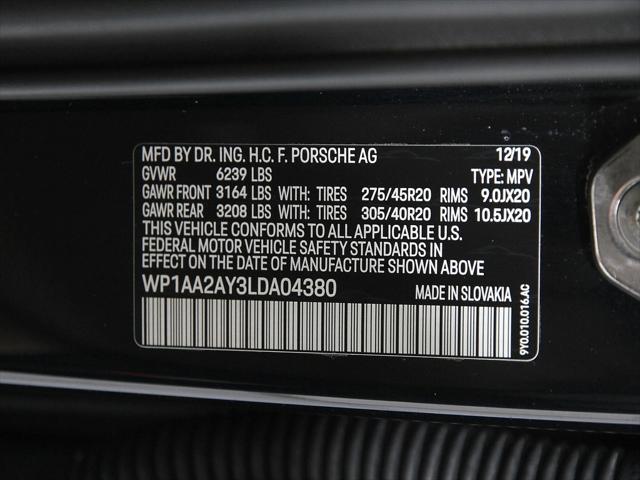 MFD BY DR. ING. H.C. F. PORSCHE AG 12/19
GVWR 6239 LBS TYPE: MPV
GAWR FRONT 3164 LBS WITH: TIRES 275/45R20 RIMS 9.0JX20
GAWR REAR 3208 LBS WITH: TIRES 305/40R20 RIMS 10.5JX20
THIS VEHICLE CONFORMS TO ALL APPLICABLE U.S.
FEDERAL MOTOR VEHICLE SAFETY STANDARDS IN
EFFECT ON THE DATE OF MANUFACTURE SHOWN ABOVE
WP1AA2AY3LDA04380 MADE IN SLOVAKIA
9Y0.010.016.AC